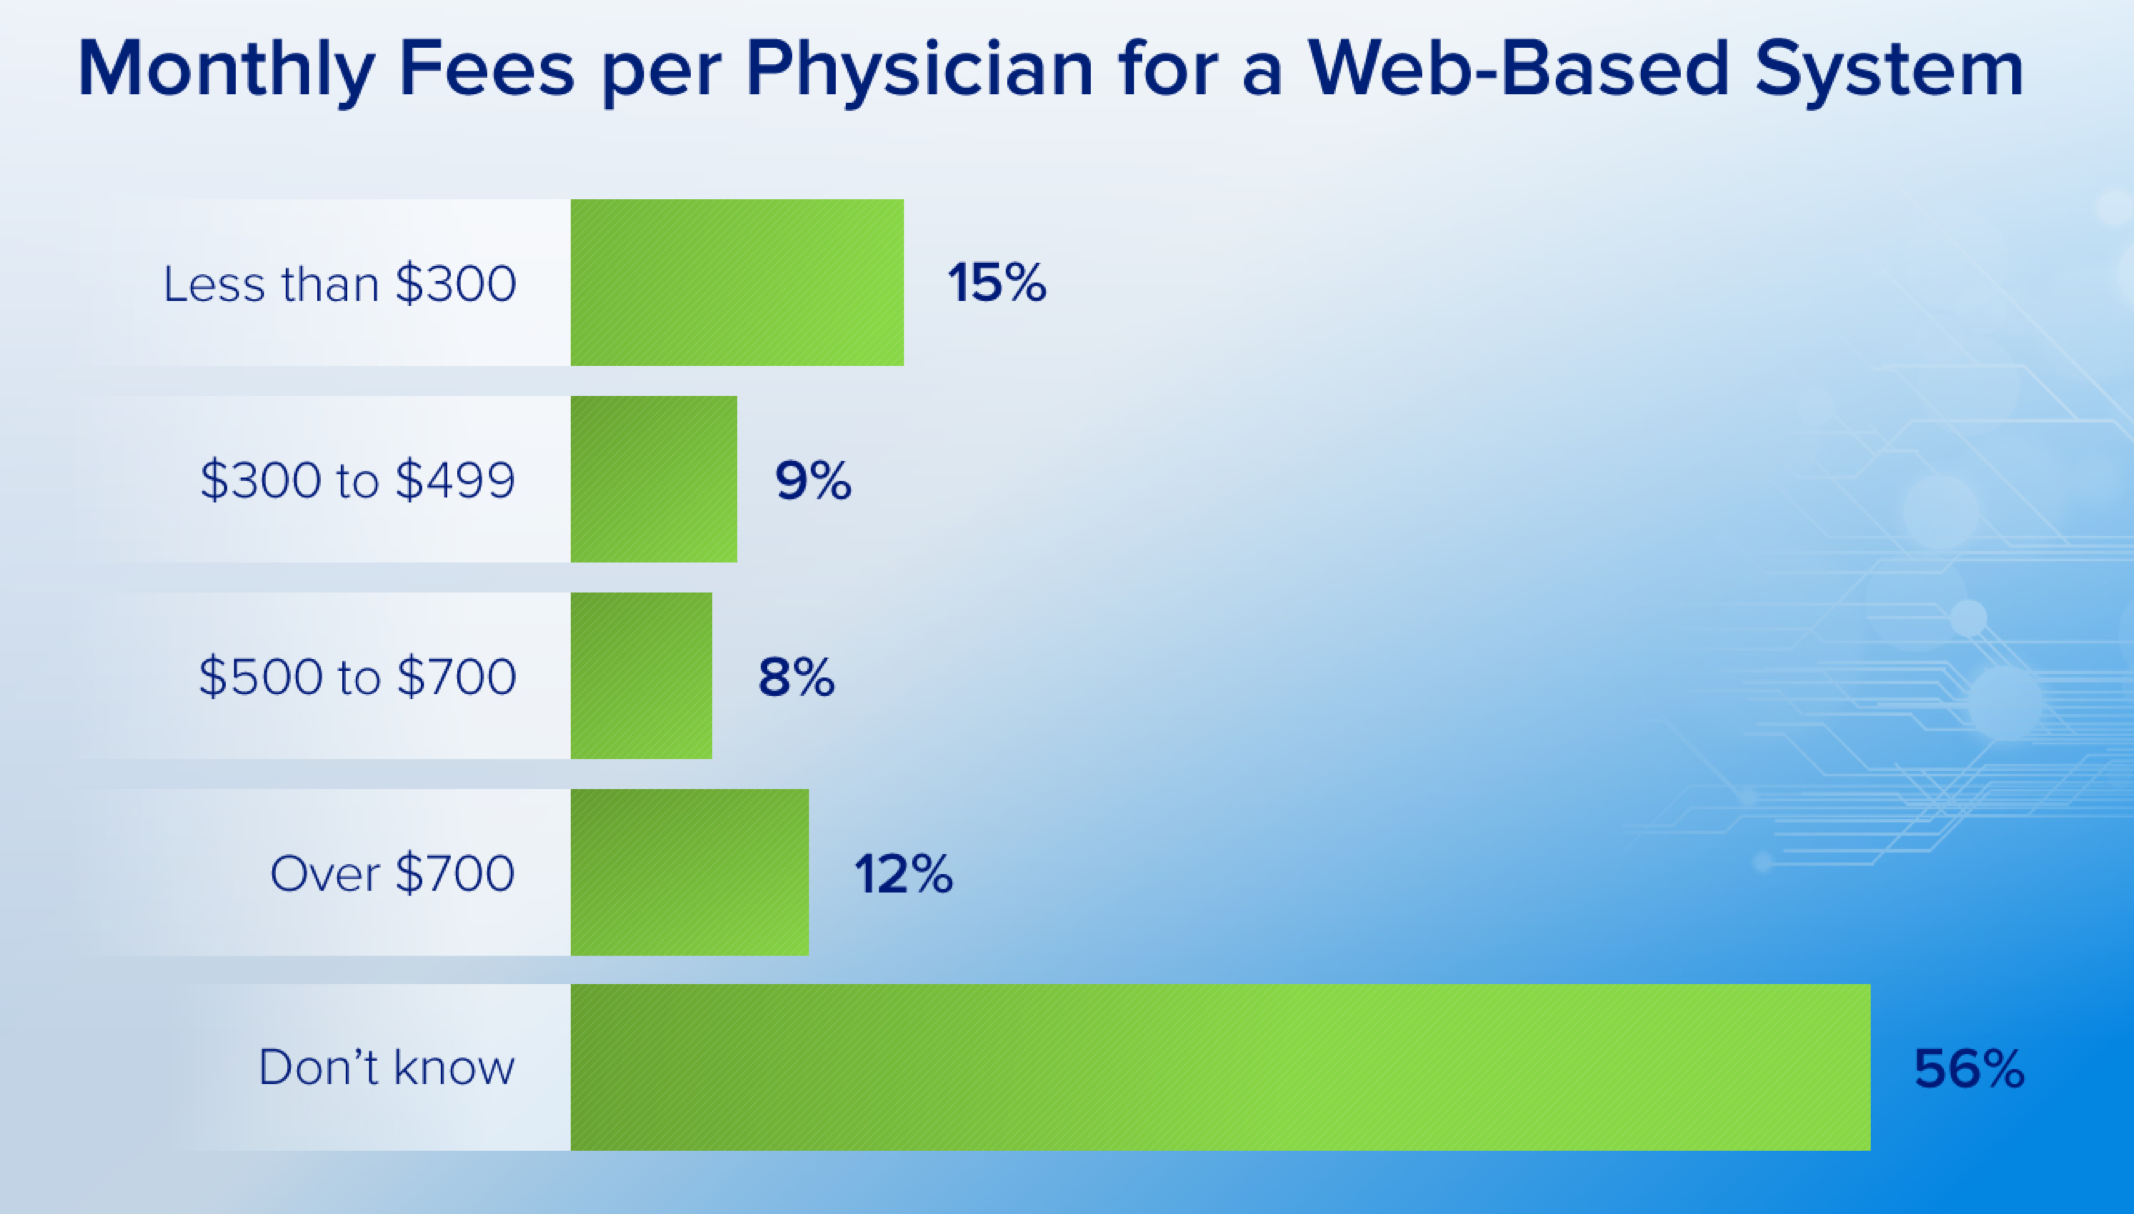 Monthly Fees per Physician for a Web-Based System
Less than $300 15%
$300 to $499 9%
$500 to $700 8%
Over $700 12%
Don’t know 56%